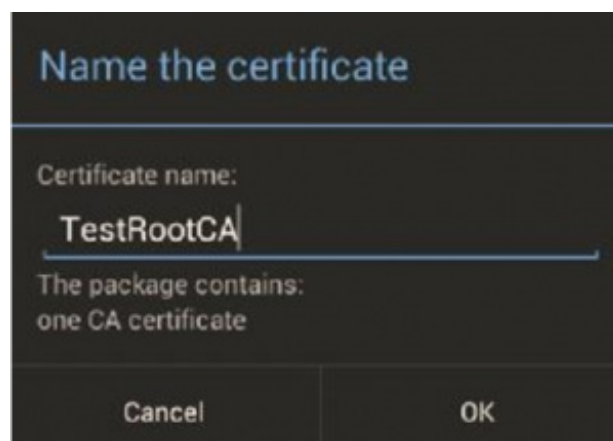 Name the certificate
Certificate name:
TestRootCA
The package contains:
one CA certificate
Cancel
OK